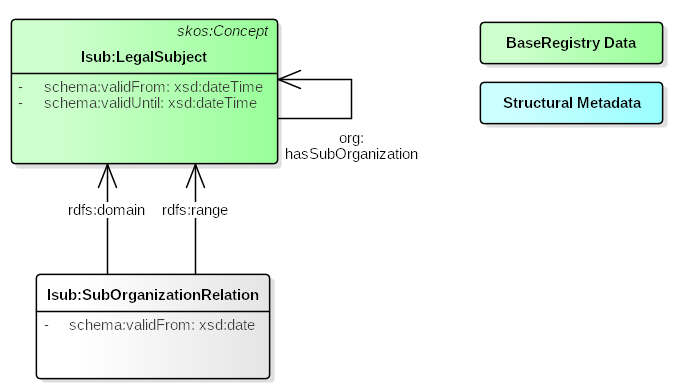 skos:Concept
lsub:LegalSubject
- schema:validFrom: xsd:dateTime
- schema:validUntil: xsd:dateTime
org:
hasSubOrganization
rdfs:domain
rdfs:range
lsub:SubOrganizationRelation
- schema:validFrom: xsd:date
BaseRegistry Data
Structural Metadata